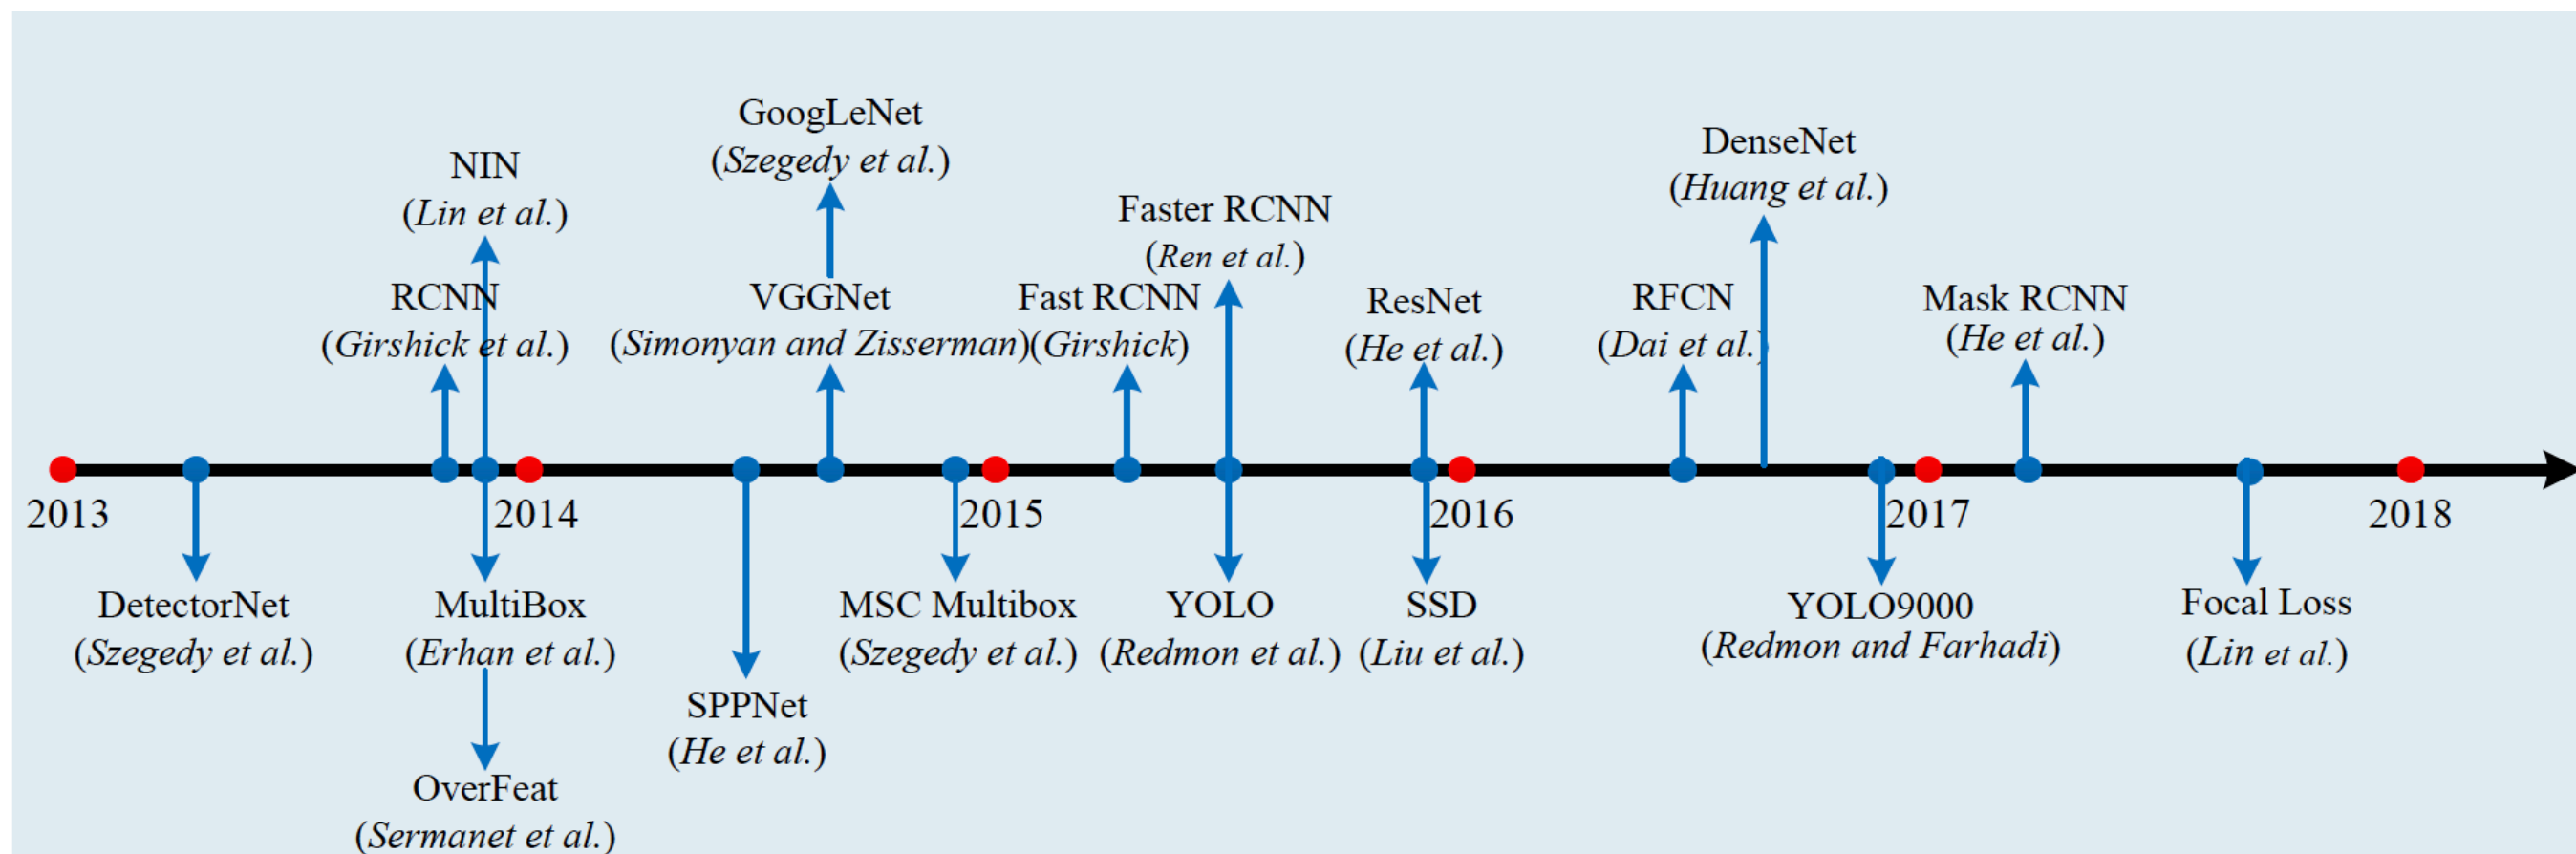 GoogLeNet
(Szegedy et al.)
DenseNet
(Huang et al.)
NIN
(Lin et al.)
Faster RCNN
(Ren et al.)
RCNN
(Girshick et al.)
VGGNet
(Simonyan and Zisserman)
Fast RCNN
(Girshick)
ResNet
(He et al.)
RFCN
(Dai et al.)
Mask RCNN
(He et al.)
2013
2014
2015
2016
2017
2018
DetectorNet
(Szegedy et al.)
MultiBox
(Erhan et al.)
MSC Multibox
(Szegedy et al.)
YOLO
(Redmon et al.)
SSD
(Liu et al.)
YOLO9000
(Redmon and Farhadi)
Focal Loss
(Lin et al.)
SPPNet
(He et al.)
OverFeat
(Sermanet et al.)